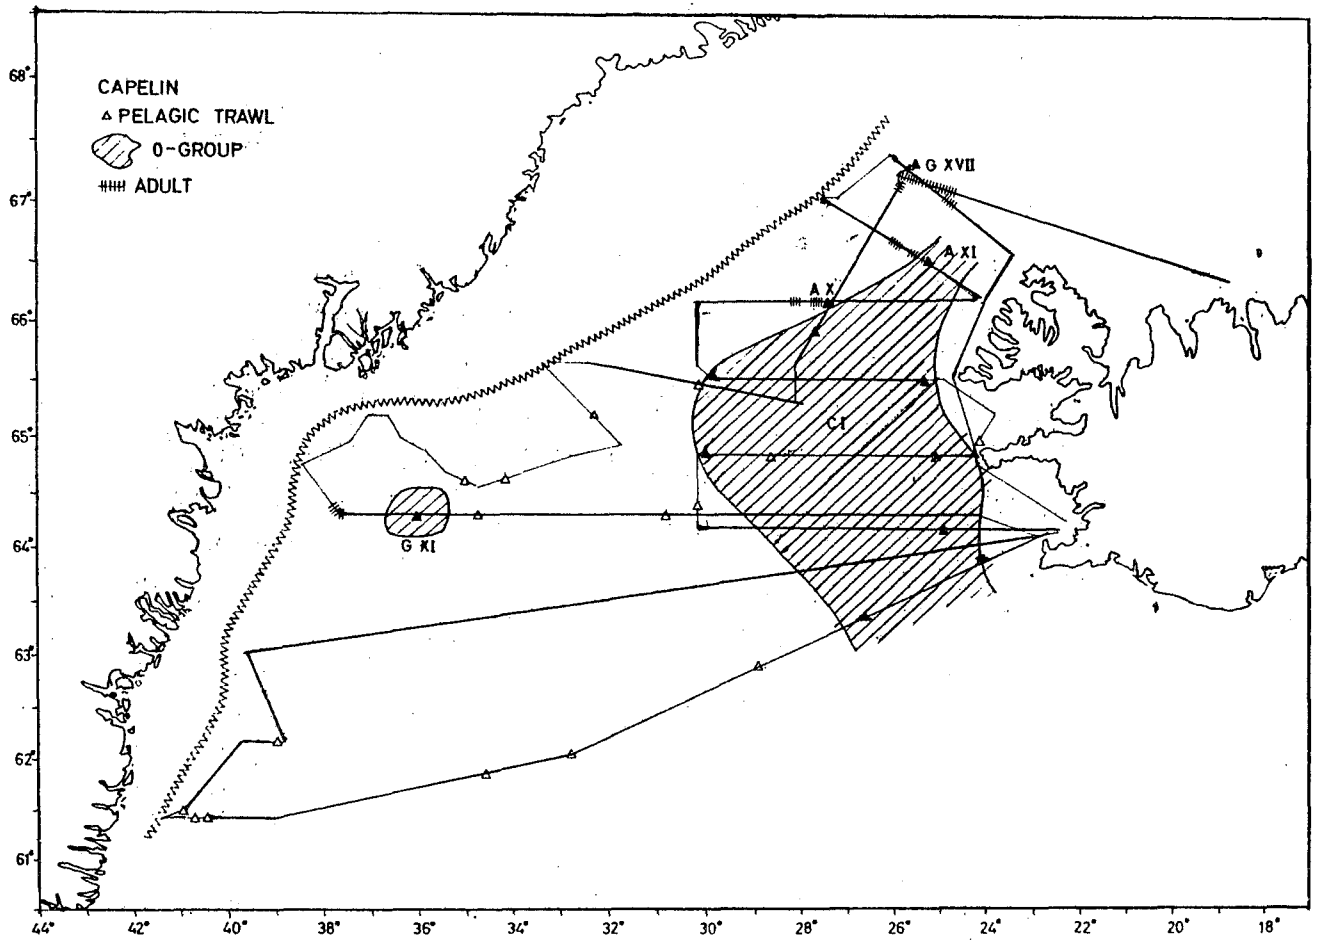 CAPELIN
PELAGIC TRAWL
0-GROUP
ADULT
A G XVII
A XI
A X
C I
G XI
68°
67°
66°
65°
64°
63°
62°
61°
44° 42° 40° 38° 36° 34° 32° 30° 28° 26° 24° 22° 20° 18°